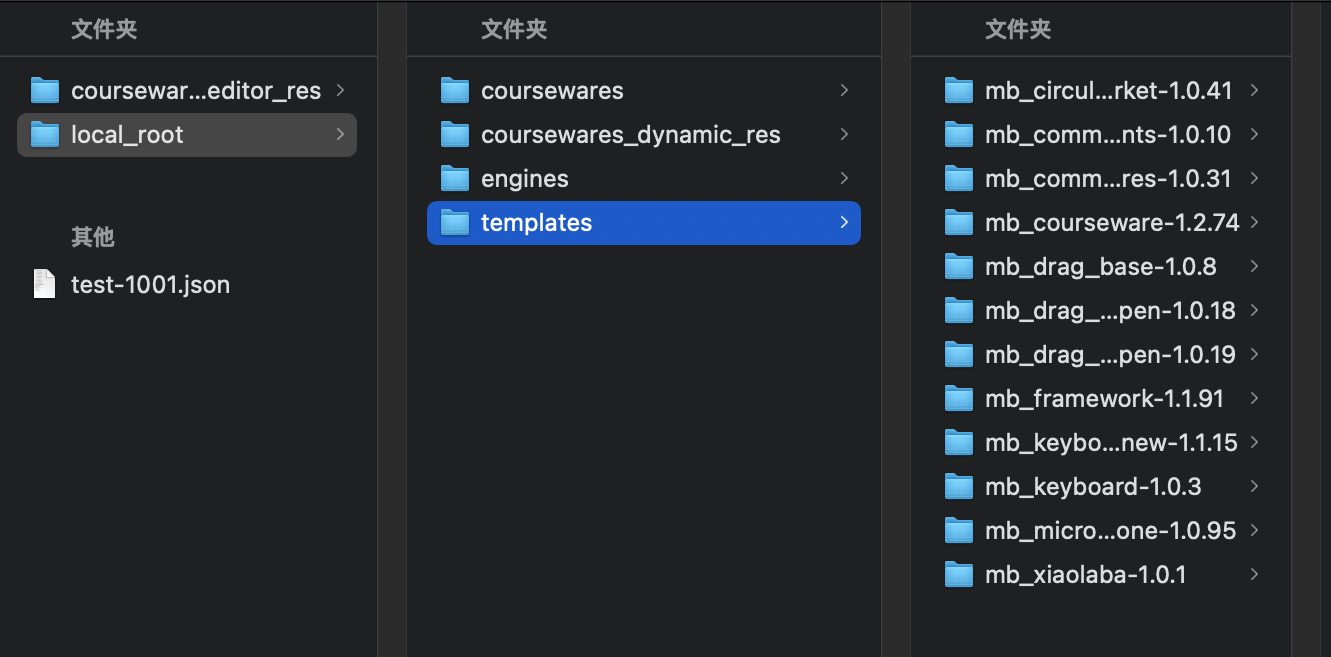 文件夹
coursewar...editor_res
local_root
其他
test-1001.json
文件夹
coursewares
coursewares_dynamic_res
engines
templates
文件夹
mb_circul...rket-1.0.41
mb_comm...nts-1.0.10
mb_comm...res-1.0.31
mb_courseware-1.2.74
mb_drag_base-1.0.8
mb_drag_...pen-1.0.18
mb_drag_...pen-1.0.19
mb_framework-1.1.91
mb_keybo...new-1.1.15
mb_keyboard-1.0.3
mb_micro...one-1.0.95
mb_xiaolaba-1.0.1